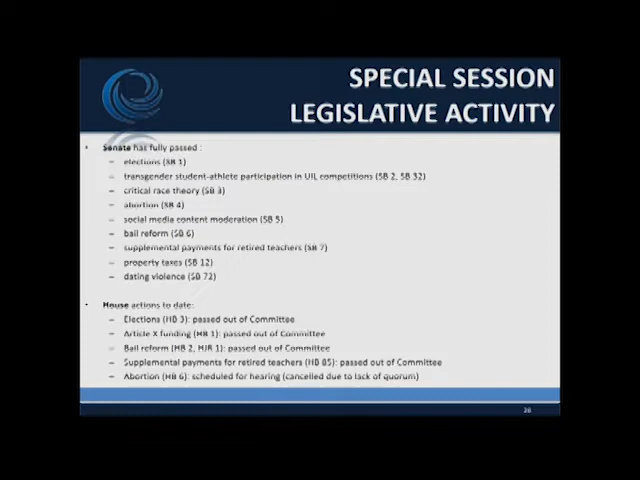 SPECIAL SESSION
LEGISLATIVE ACTIVITY
• Senate has fully passed :
– elections (SB 1)
– transgender student-athlete participation in UIL competitions (SB 2, SB 32)
– critical race theory (SB 3)
– abortion (SB 4)
– social media content moderation (SB 5)
– bail reform (SB 6)
– supplemental payments for retired teachers (SB 7)
– property taxes (SB 12)
– dating violence (SB 72)
• House actions to date:
– Elections (HB 3): passed out of Committee
– Article X funding (HB 1): passed out of Committee
– Bail reform (HB 2, HJR 1): passed out of Committee
– Supplemental payments for retired teachers (HB 85): passed out of Committee
– Abortion (HB 6): scheduled for hearing (cancelled due to lack of quorum)